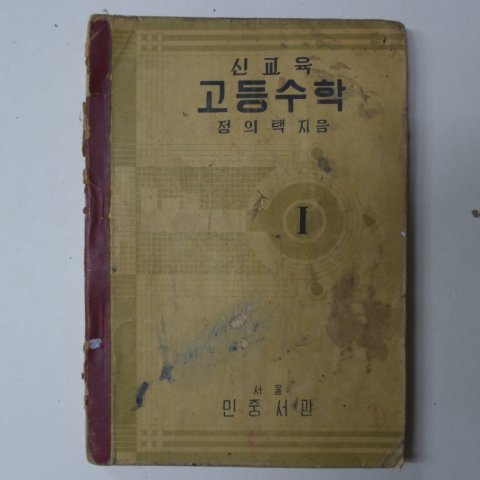 신교육
고등수학
정의택 지음
I
서울
민중서관